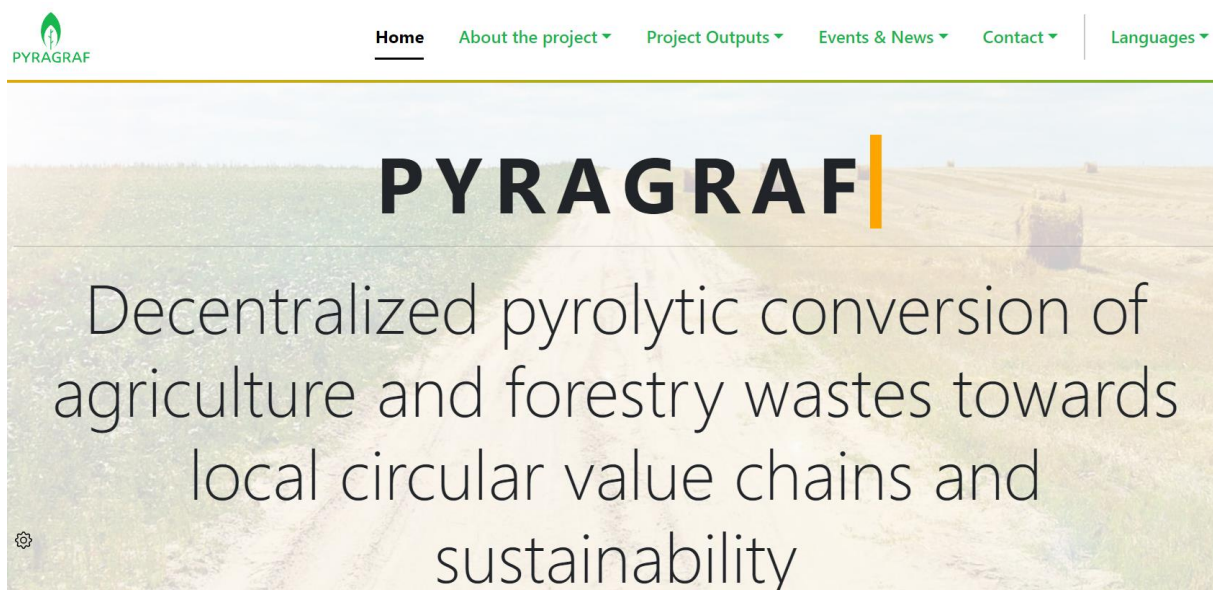 PYRAGRAF
Home About the project Project Outputs Events & News Contact Languages
PYRAGRAF
Decentralized pyrolytic conversion of
agriculture and forestry wastes towards
local circular value chains and
sustainability